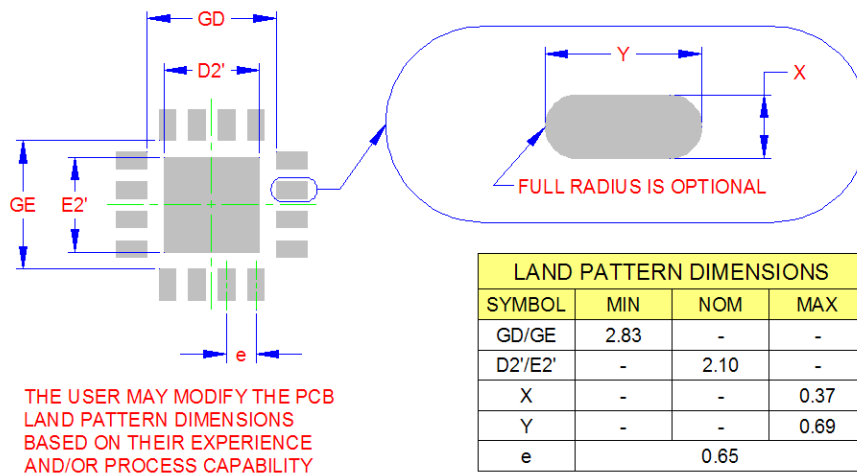 GD
D2'
GE
E2'
e
Y
X
FULL RADIUS IS OPTIONAL
THE USER MAY MODIFY THE PCB
LAND PATTERN DIMENSIONS
BASED ON THEIR EXPERIENCE
AND/OR PROCESS CAPABILITY
LAND PATTERN DIMENSIONS
SYMBOL MIN NOM MAX
GD/GE 2.83 - -
D2'/E2' - 2.10 -
X - - 0.37
Y - - 0.69
e 0.65